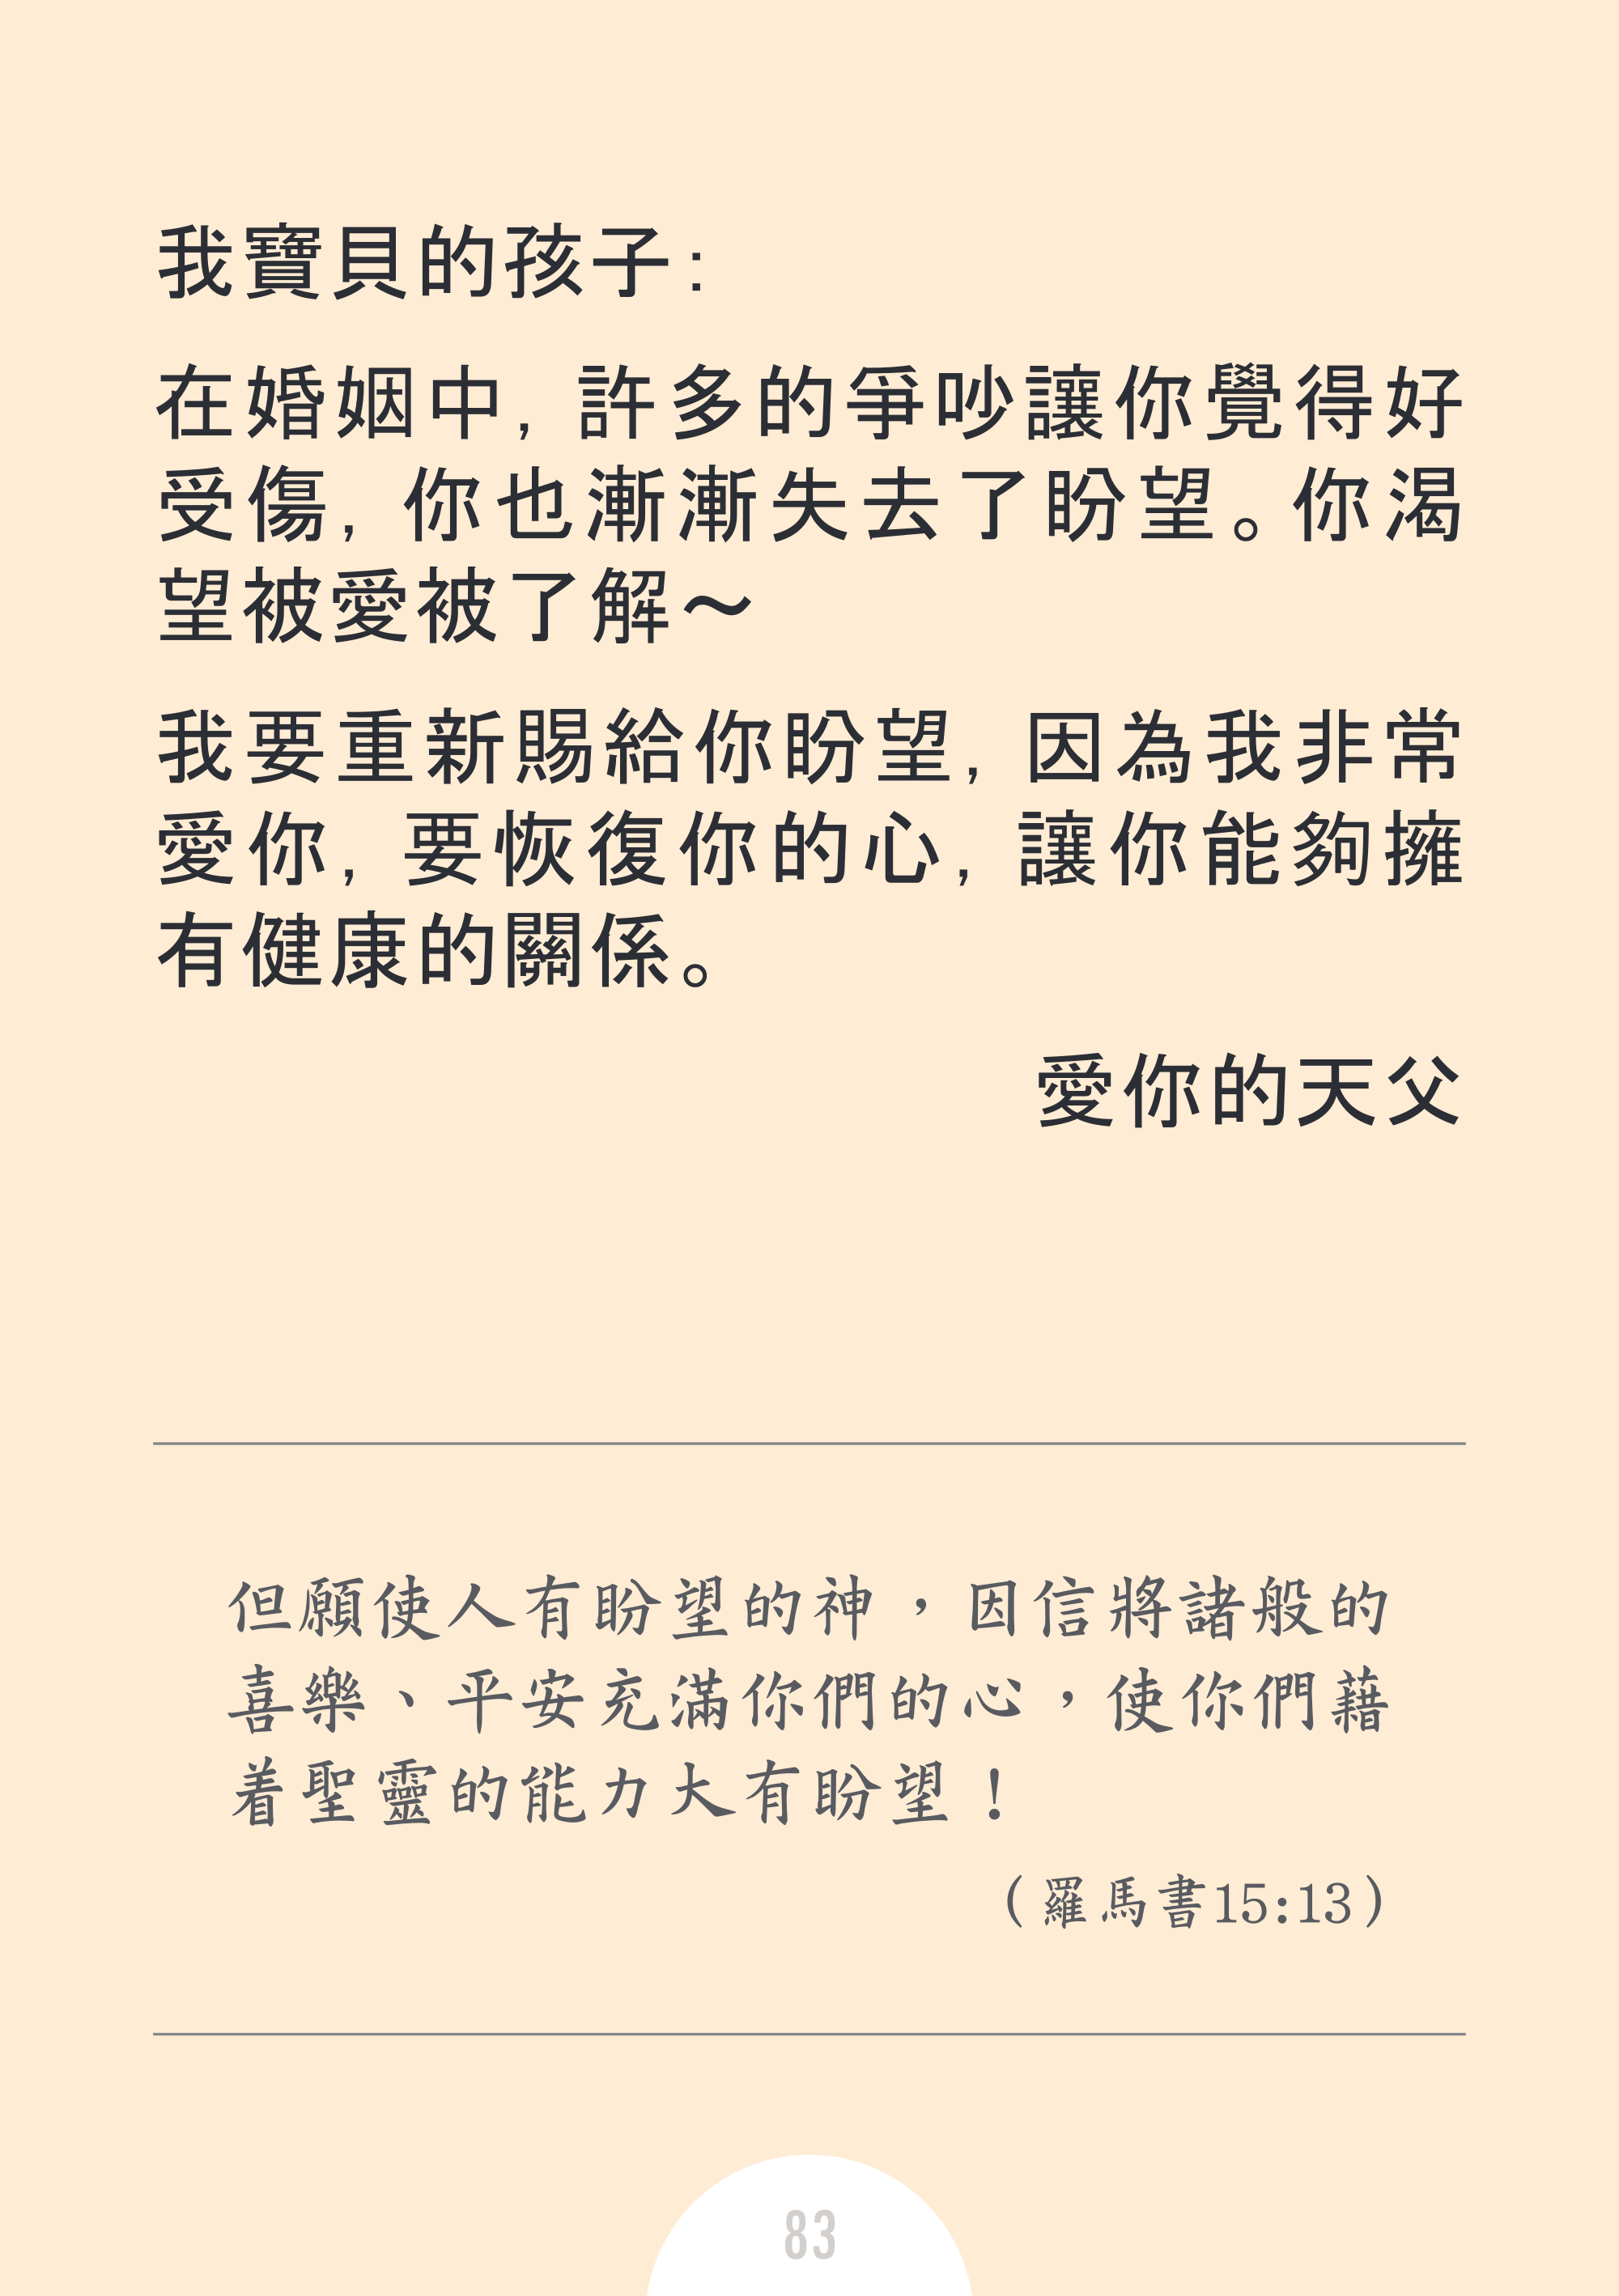 我寶貝的孩子：
在婚姻中，許多的爭吵讓你覺得好
受傷，你也漸漸失去了盼望。你渴
望被愛被了解～
我要重新賜給你盼望，因為我非常
愛你，要恢復你的心，讓你能夠擁
有健康的關係。
愛你的天父
但願使人有盼望的神，因信將諸般的
喜樂、平安充滿你們的心，使你們藉
着聖靈的能力大有盼望！
（羅馬書15:13）
83